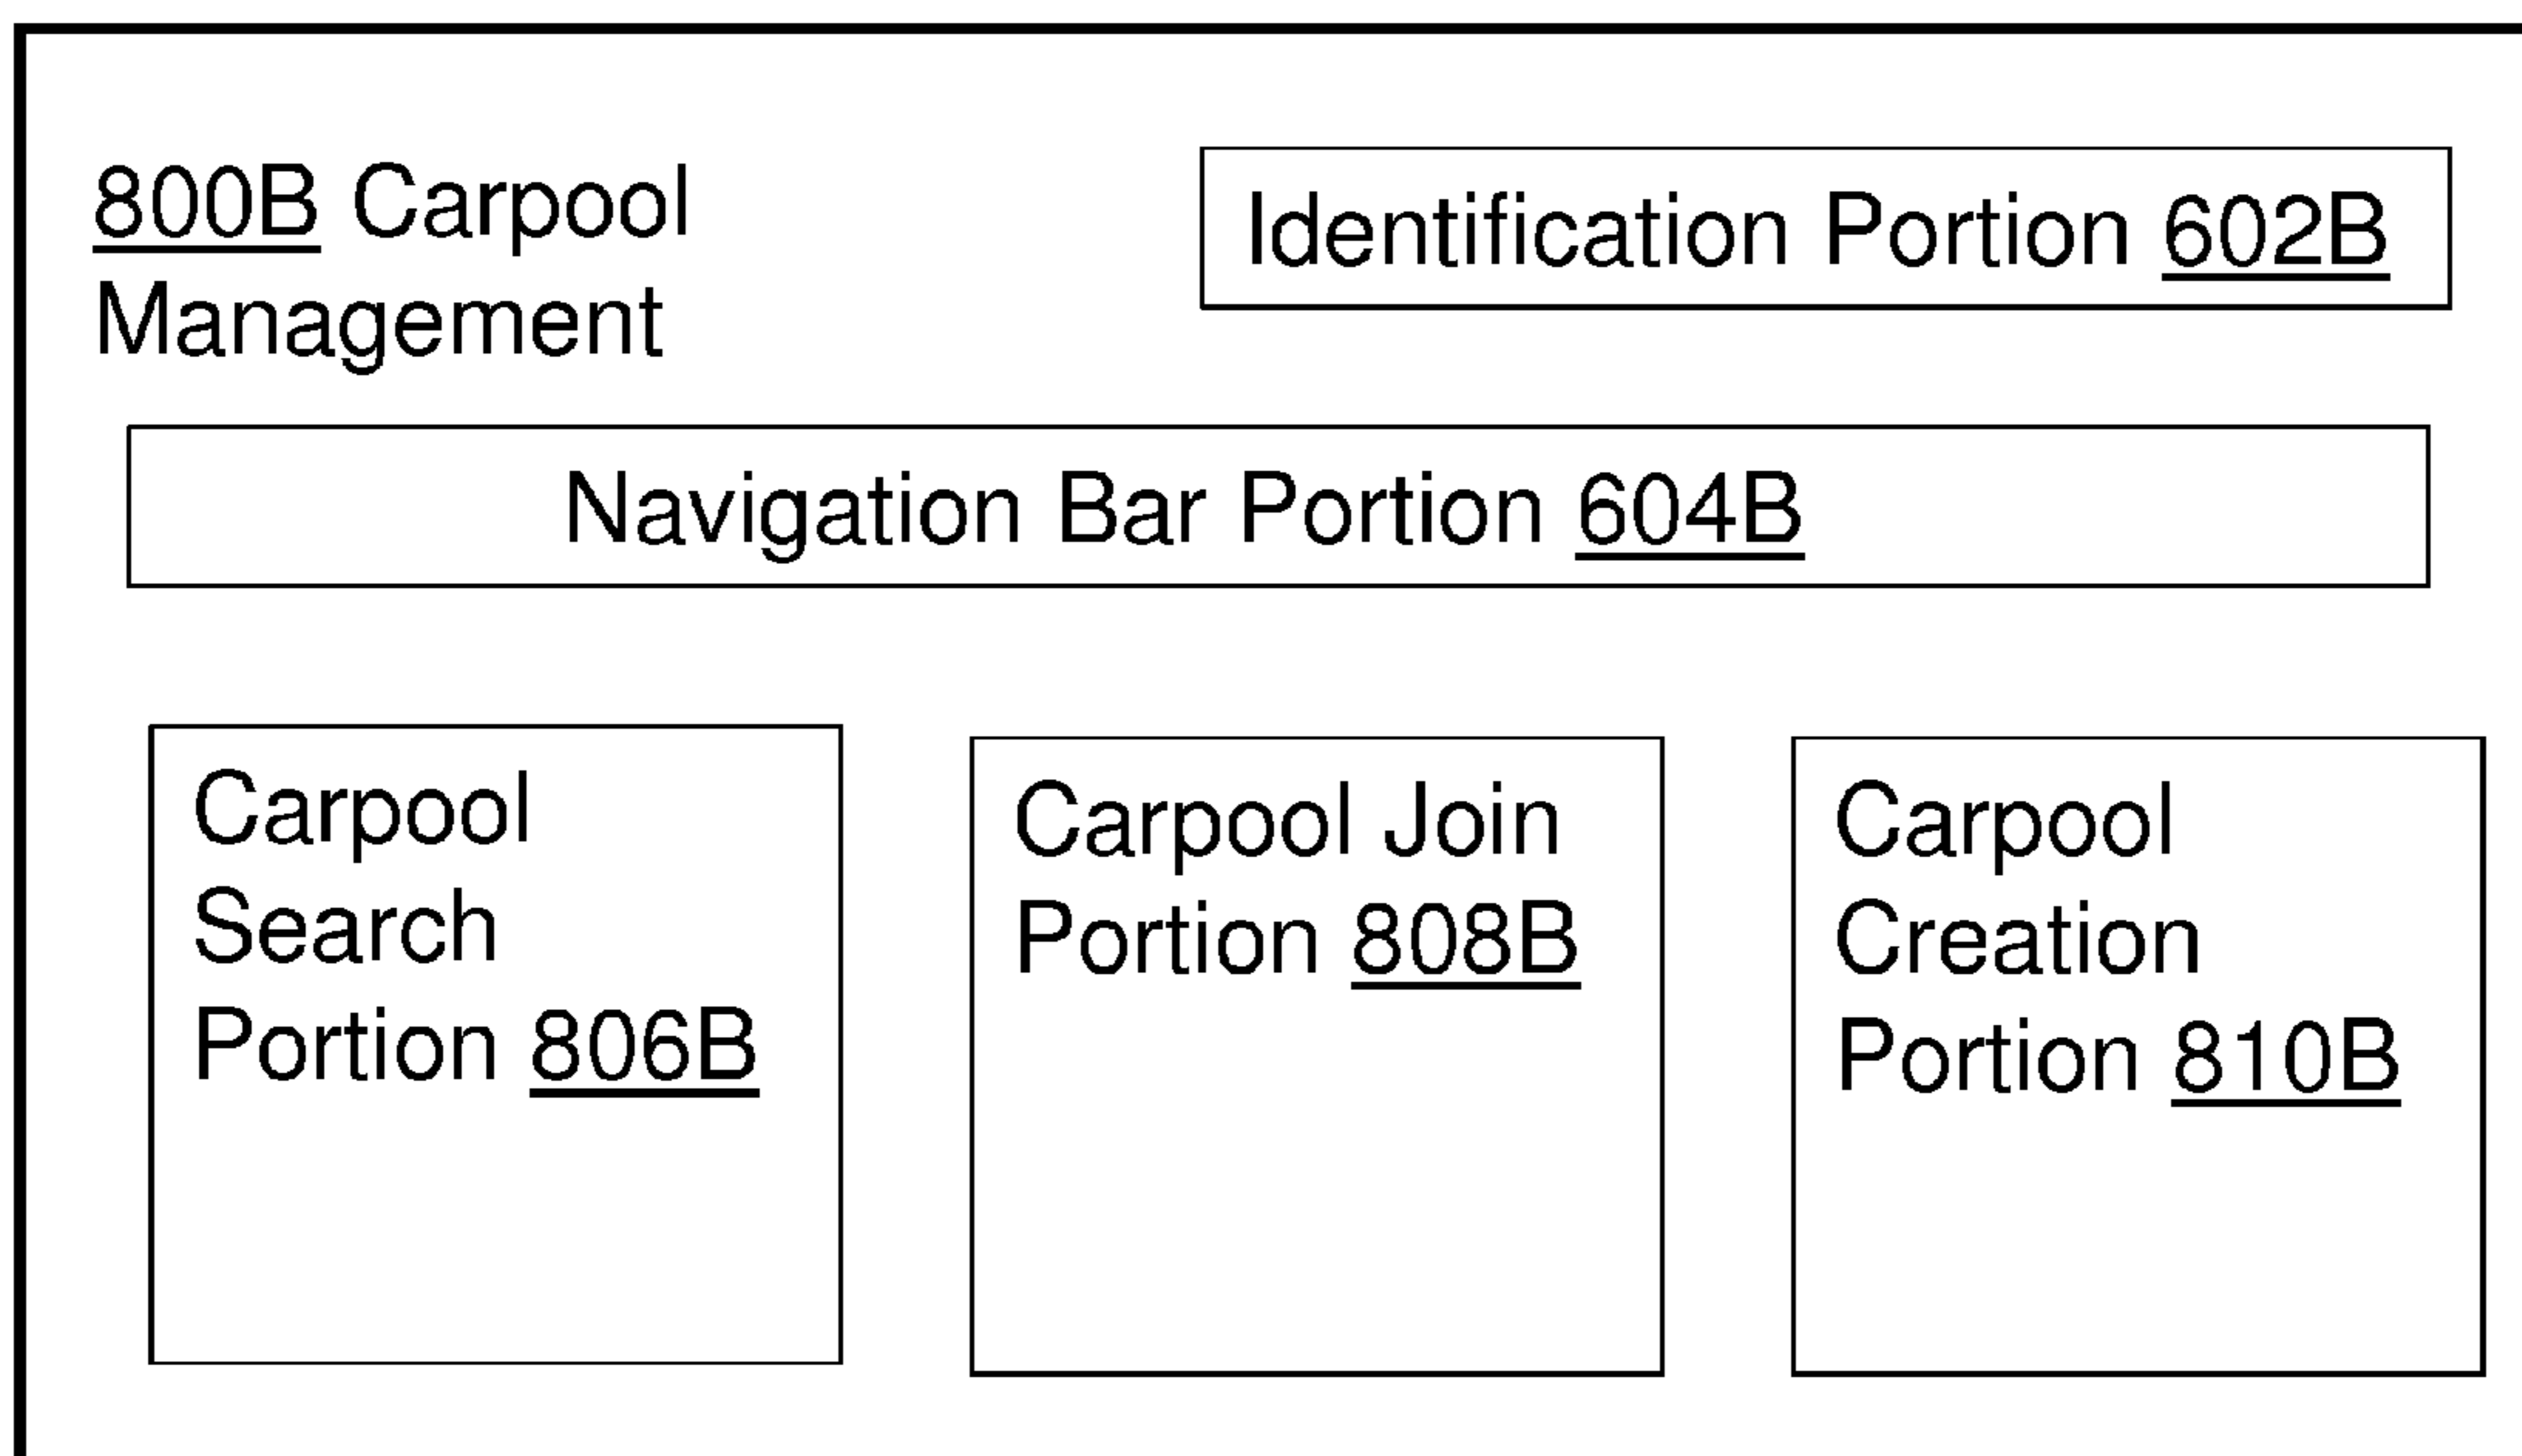 800B Carpool
Management
Identification Portion 602B
Navigation Bar Portion 604B
Carpool
Search
Portion 806B
Carpool Join
Portion 808B
Carpool
Creation
Portion 810B